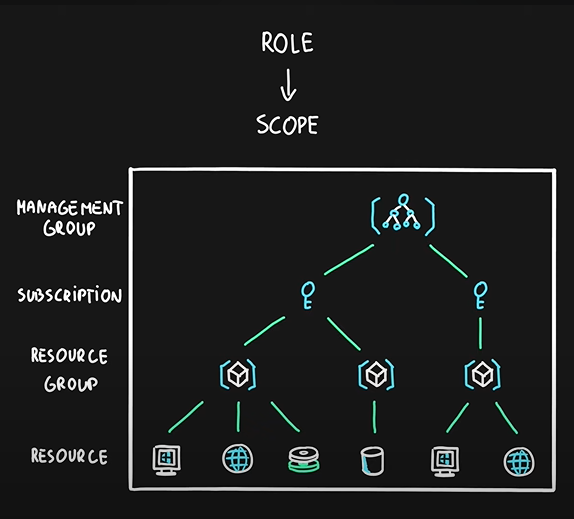 ROLE
SCOPE
MANAGEMENT
GROUP
SUBSCRIPTION
RESOURCE
GROUP
RESOURCE